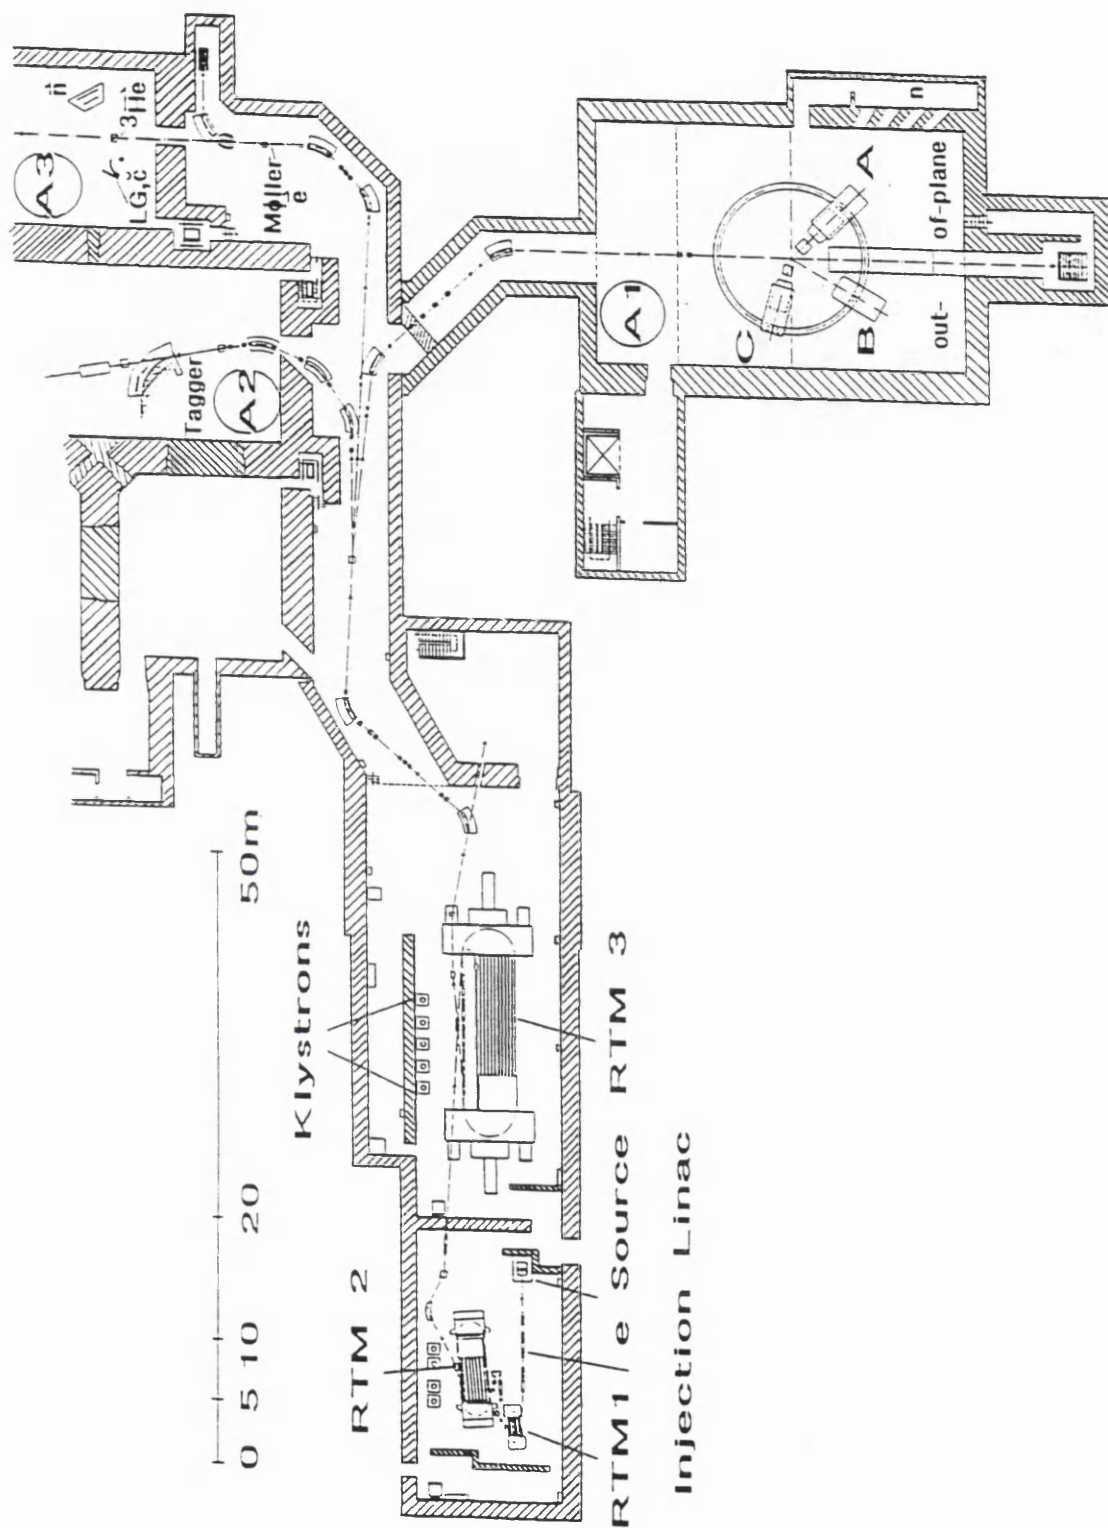 A3
n⃗
³H⃗e
LG,č
Møller
e⃗
Tagger
A2
A1
A
B
C
n
out-
of-plane
0 5 10 20 50m
Klystrons
RTM 2
RTM 3
RTM1
e Source
Injection Linac